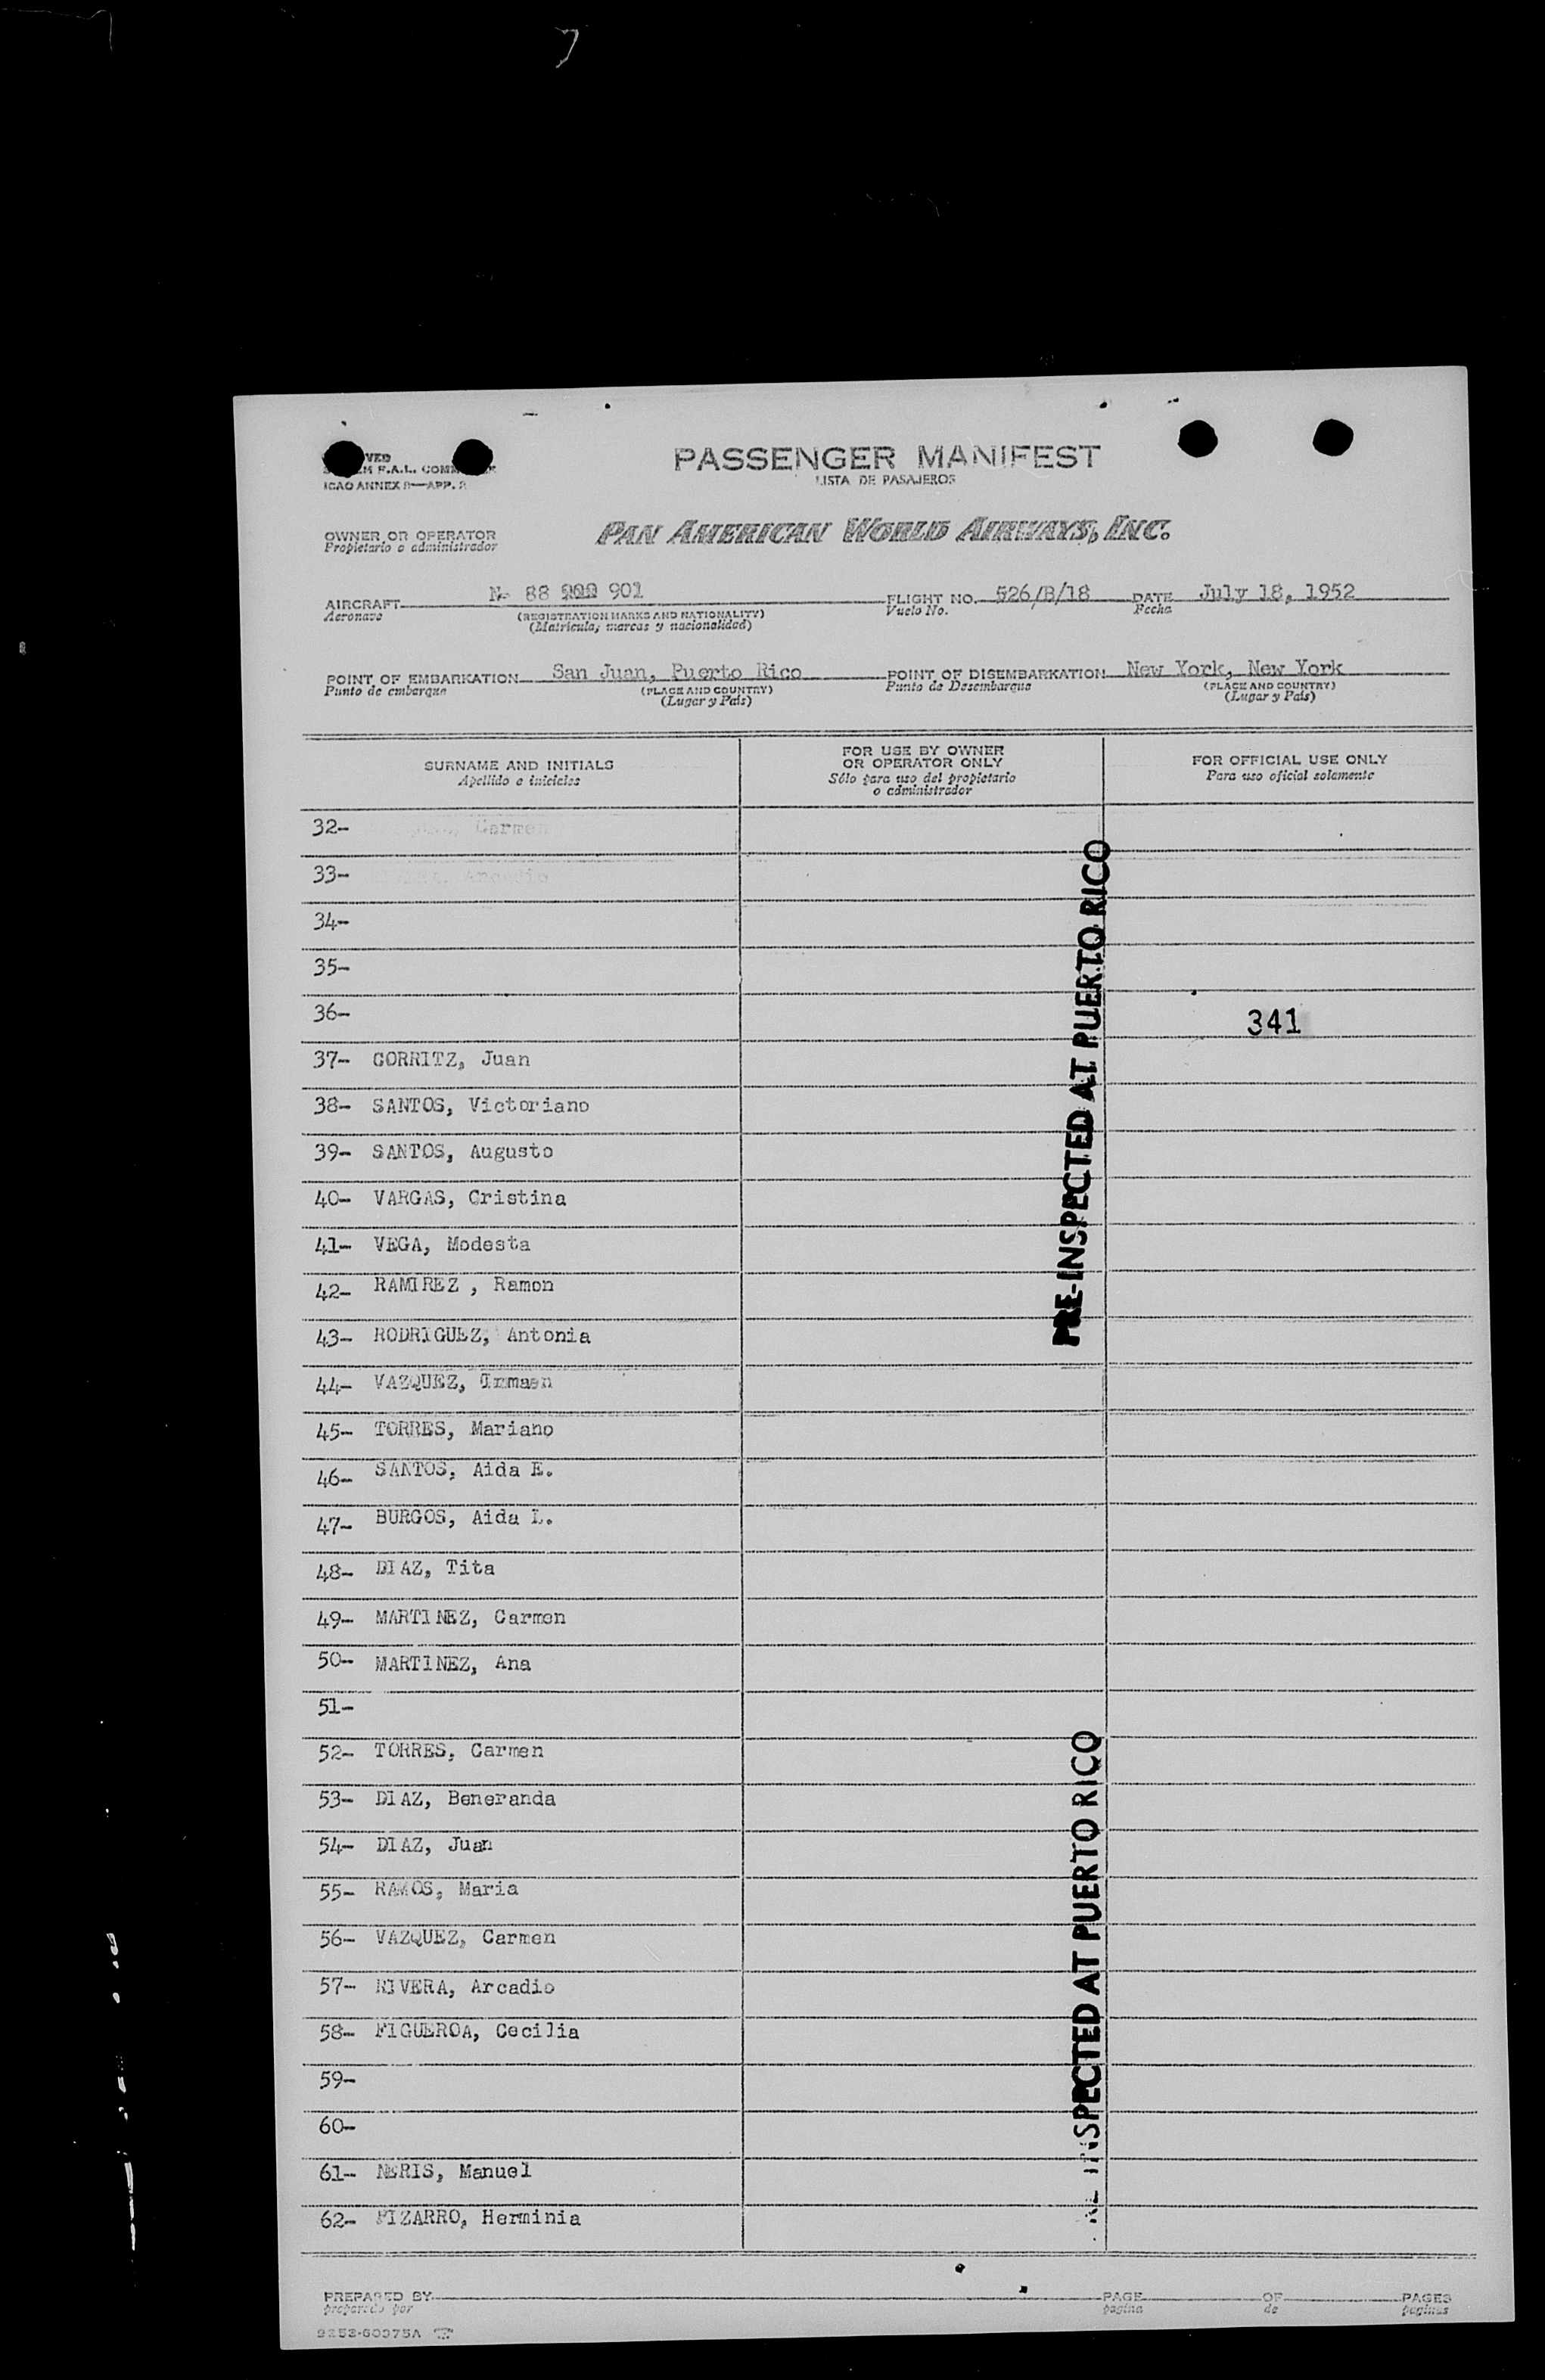 PASSENGER MANIFEST
LISTA DE PASAJEROS
F.A.L.
ICAO ANNEX 9—APP. 2
OWNER OR OPERATOR
Propietario o administrador
PAN AMERICAN WORLD AIRWAYS, INC.
AIRCRAFT N- 88 901
Aeronave
(REGISTRATION MARKS AND NATIONALITY)
(Matrícula, marcas y nacionalidad)
FLIGHT NO. 526/B/18
Vuelo No.
DATE July 18, 1952
Fecha
POINT OF EMBARKATION San Juan, Puerto Rico
Punto de embarque
(PLACE AND COUNTRY)
(Lugar y País)
POINT OF DISEMBARKATION New York, New York
Punto de Desembarque
(PLACE AND COUNTRY)
(Lugar y País)
SURNAME AND INITIALS
Apellido e iniciales
FOR USE BY OWNER
OR OPERATOR ONLY
Sólo para uso del propietario
o administrador
FOR OFFICIAL USE ONLY
Para uso oficial solamente
32- Carmen
33- Arcadio
34-
35-
36-
341
37- GORRITZ, Juan
38- SANTOS, Victoriano
39- SANTOS, Augusto
40- VARGAS, Cristina
41- VEGA, Modesta
42- RAMIREZ , Ramon
43- RODRIGUEZ, Antonia
44- VAZQUEZ,
45- TORRES, Mariano
46- SANTOS, Aida E.
47- BURGOS, Aida L.
48- DIAZ, Tita
49- MARTINEZ, Carmen
50- MARTINEZ, Ana
51-
52- TORRES, Carmen
53- DIAZ, Beneranda
54- DIAZ, Juan
55- RAMOS, Maria
56- VAZQUEZ, Carmen
57- RIVERA, Arcadio
58- FIGUEROA, Cecilia
59-
60-
61- NERIS, Manuel
62- PIZARRO, Herminia
PRE-INSPECTED AT PUERTO RICO
INSPECTED AT PUERTO RICO
PREPARED BY
preparado por
PAGE
pagina
OF
de
PAGES
paginas
9253-60375A